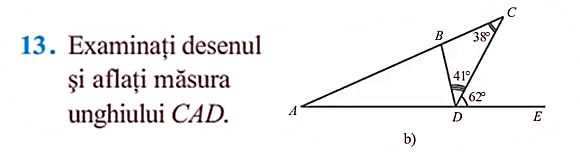 13. Examinați desenul
și aflați măsura
unghiului CAD.
C
B
38°
41°
62°
A
D
E
b)